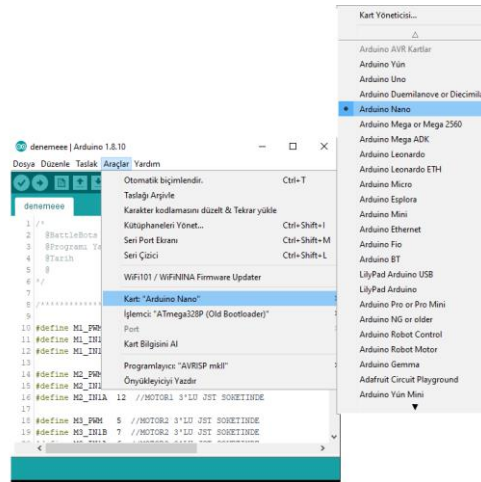 denemeee | Arduino 1.8.10
Dosya Düzenle Taslak Araçlar Yardım
denemeee
1 /*
2 @BattleBots
3 @Programı Ya
4 @Tarih
5 @
6 */
7
8 /************
9
10 #define M1_PWM
11 #define M1_IN1
12 #define M1_IN1
13
14 #define M2_PWM
15 #define M2_IN1
16 #define M2_IN1A 12 //MOTOR1 3'LU JST SOKETINDE
17
18 #define M3_PWM 5 //MOTOR2 3'LU JST SOKETINDE
19 #define M3_IN1B 7 //MOTOR2 3'LU JST SOKETINDE
Otomatik biçimlendir. Ctrl+T
Taslağı Arşivle
Karakter kodlamasını düzelt & Tekrar yükle
Kütüphaneleri Yönet... Ctrl+Shift+I
Seri Port Ekranı Ctrl+Shift+M
Seri Çizici Ctrl+Shift+L
WiFi101 / WiFiNINA Firmware Updater
Kart: "Arduino Nano"
İşlemci: "ATmega328P (Old Bootloader)"
Port
Kart Bilgisini Al
Programlayıcı: "AVRISP mkII"
Önyükleyiciyi Yazdır
Kart Yöneticisi...
Arduino AVR Kartlar
Arduino Yún
Arduino Uno
Arduino Duemilanove or Diecimila
Arduino Nano
Arduino Mega or Mega 2560
Arduino Mega ADK
Arduino Leonardo
Arduino Leonardo ETH
Arduino Micro
Arduino Esplora
Arduino Mini
Arduino Ethernet
Arduino Fio
Arduino BT
LilyPad Arduino USB
LilyPad Arduino
Arduino Pro or Pro Mini
Arduino NG or older
Arduino Robot Control
Arduino Robot Motor
Arduino Gemma
Adafruit Circuit Playground
Arduino Yún Mini